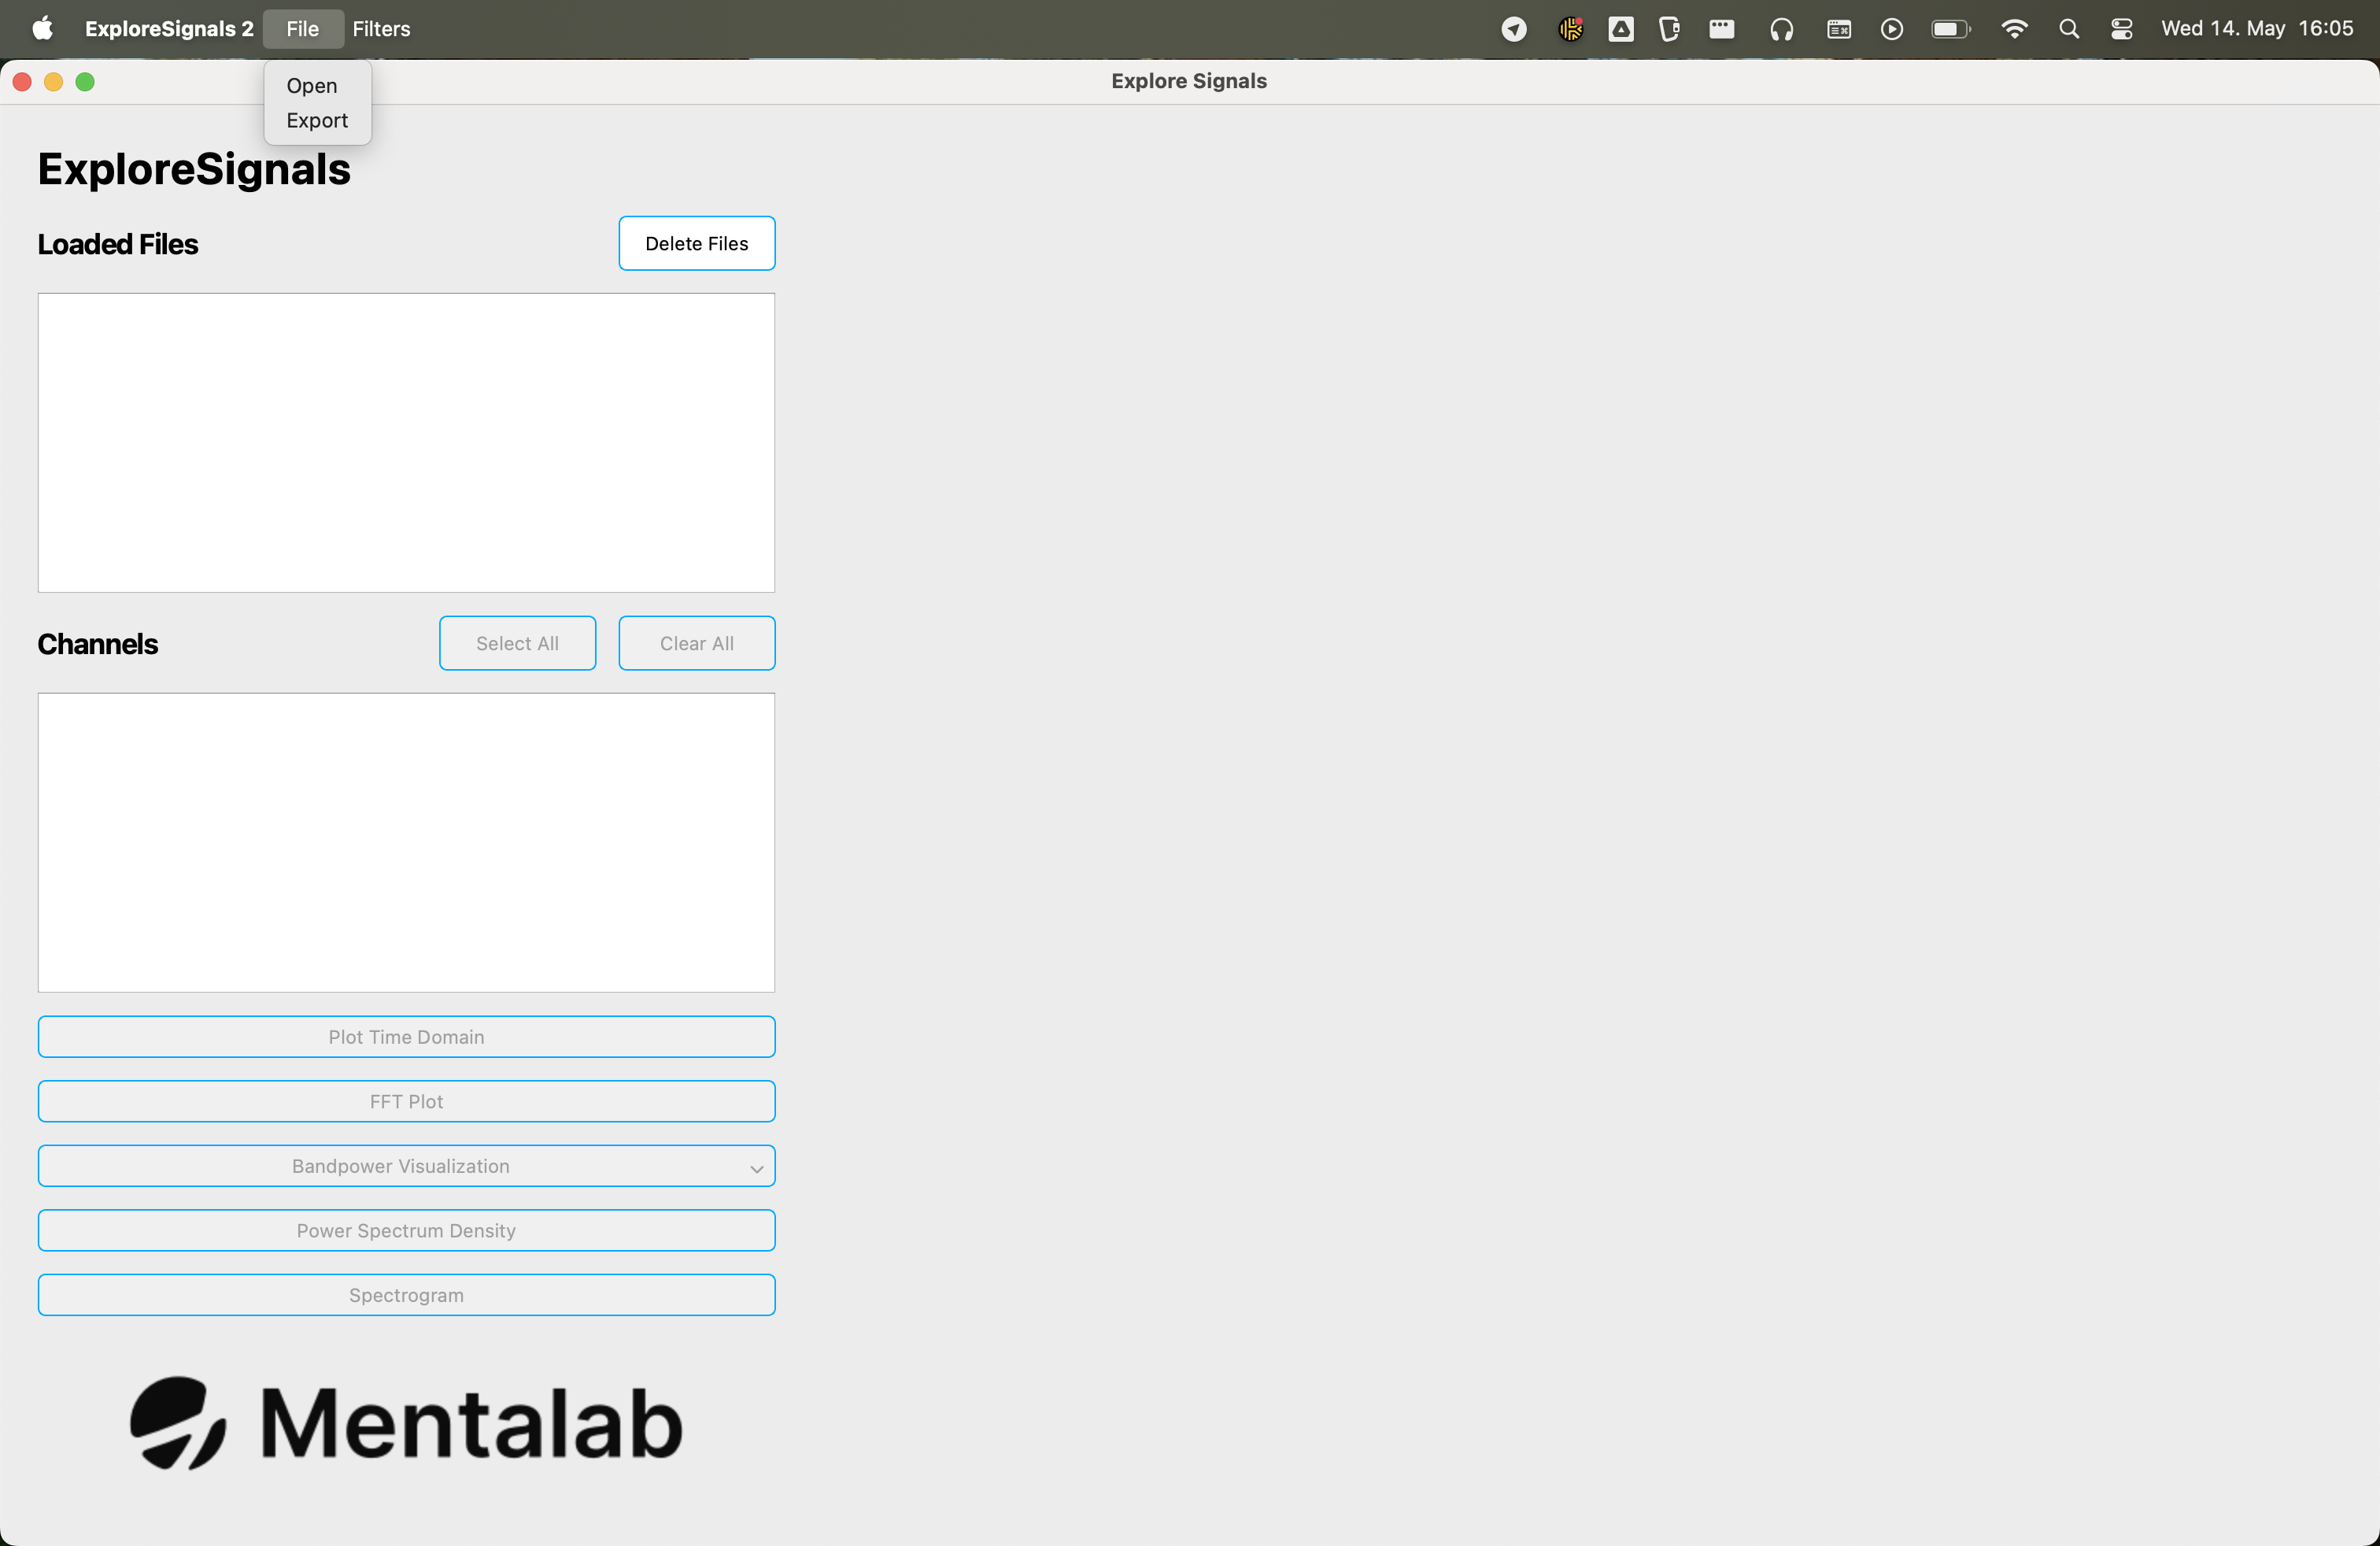 ExploreSignals 2 File Filters Wed 14. May 16:05
Explore Signals
Open
Export
ExploreSignals
Loaded Files Delete Files
Channels Select All Clear All
Plot Time Domain
FFT Plot
Bandpower Visualization
Power Spectrum Density
Spectrogram
Mentalab